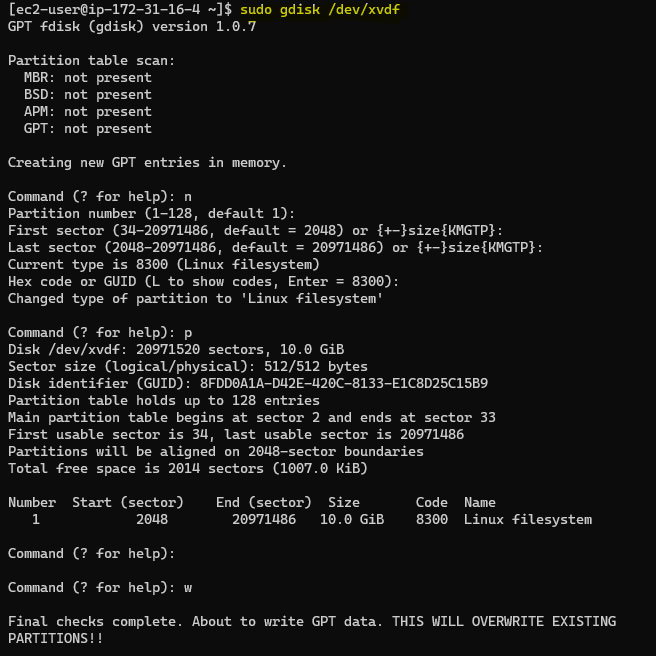 [ec2-user@ip-172-31-16-4 ~]$ sudo gdisk /dev/xvdf
GPT fdisk (gdisk) version 1.0.7
Partition table scan:
  MBR: not present
  BSD: not present
  APM: not present
  GPT: not present
Creating new GPT entries in memory.
Command (? for help): n
Partition number (1-128, default 1):
First sector (34-20971486, default = 2048) or {+-}size{KMGTP}:
Last sector (2048-20971486, default = 20971486) or {+-}size{KMGTP}:
Current type is 8300 (Linux filesystem)
Hex code or GUID (L to show codes, Enter = 8300):
Changed type of partition to 'Linux filesystem'
Command (? for help): p
Disk /dev/xvdf: 20971520 sectors, 10.0 GiB
Sector size (logical/physical): 512/512 bytes
Disk identifier (GUID): 8FDD0A1A-D42E-420C-8133-E1C8D25C15B9
Partition table holds up to 128 entries
Main partition table begins at sector 2 and ends at sector 33
First usable sector is 34, last usable sector is 20971486
Partitions will be aligned on 2048-sector boundaries
Total free space is 2014 sectors (1007.0 KiB)
Number  Start (sector)    End (sector)  Size       Code  Name
   1            2048        20971486   10.0 GiB    8300  Linux filesystem
Command (? for help):
Command (? for help): w
Final checks complete. About to write GPT data. THIS WILL OVERWRITE EXISTING
PARTITIONS!!